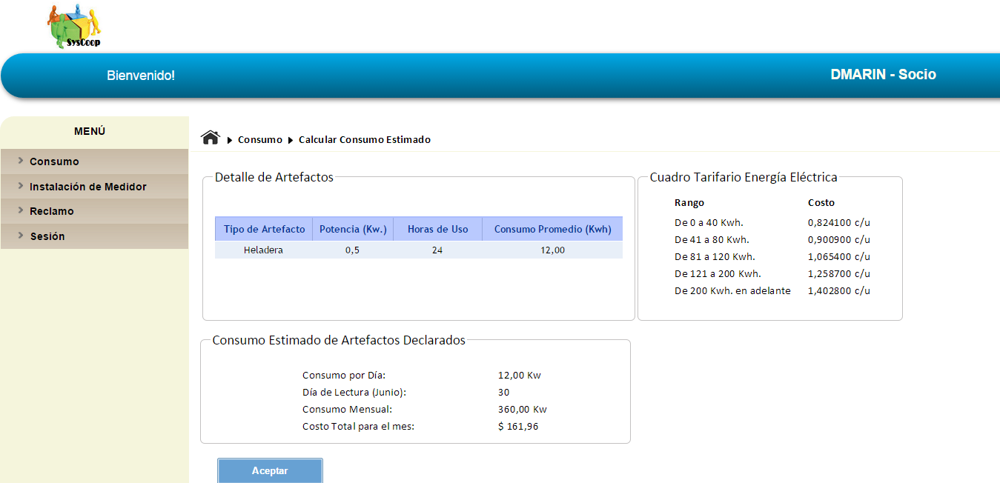 SysCoop
Bienvenido!
DMARIN - Socio
MENÚ
Consumo
Instalación de Medidor
Reclamo
Sesión
Consumo Calcular Consumo Estimado
Detalle de Artefactos
Tipo de Artefacto Potencia (Kw.) Horas de Uso Consumo Promedio (Kwh)
Heladera 0,5 24 12,00
Cuadro Tarifario Energía Eléctrica
Rango Costo
De 0 a 40 Kwh. 0,824100 c/u
De 41 a 80 Kwh. 0,900900 c/u
De 81 a 120 Kwh. 1,065400 c/u
De 121 a 200 Kwh. 1,258700 c/u
De 200 Kwh. en adelante 1,402800 c/u
Consumo Estimado de Artefactos Declarados
Consumo por Día: 12,00 Kw
Día de Lectura (Junio): 30
Consumo Mensual: 360,00 Kw
Costo Total para el mes: $ 161,96
Aceptar